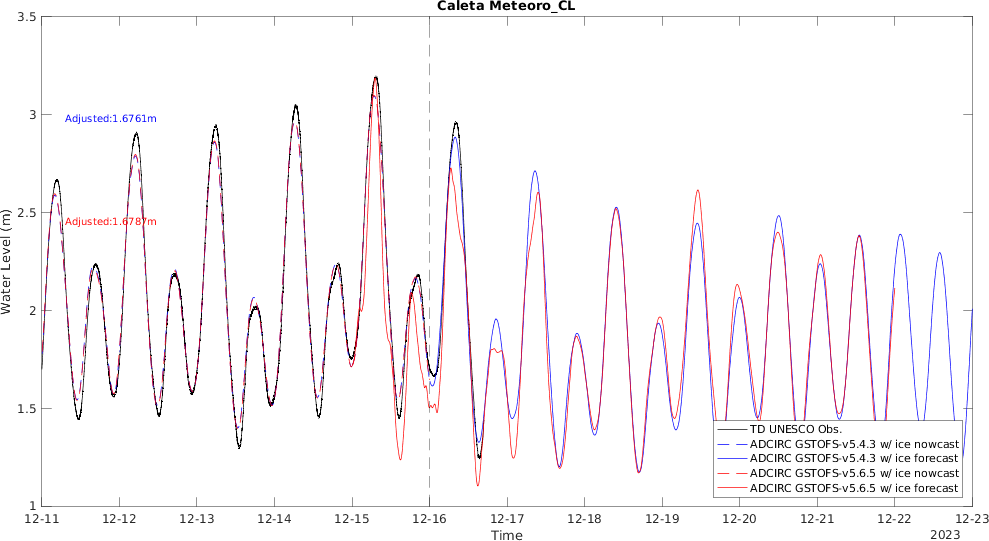 Caleta Meteoro_CL
3.5
3
2.5
2
1.5
1
Water Level (m)
Adjusted:1.6761m
Adjusted:1.6787m
TD UNESCO Obs.
ADCIRC GSTOFS-v5.4.3 w/ ice nowcast
ADCIRC GSTOFS-v5.4.3 w/ ice forecast
ADCIRC GSTOFS-v5.6.5 w/ ice nowcast
ADCIRC GSTOFS-v5.6.5 w/ ice forecast
12-11 12-12 12-13 12-14 12-15 12-16 12-17 12-18 12-19 12-20 12-21 12-22 12-23
Time
2023